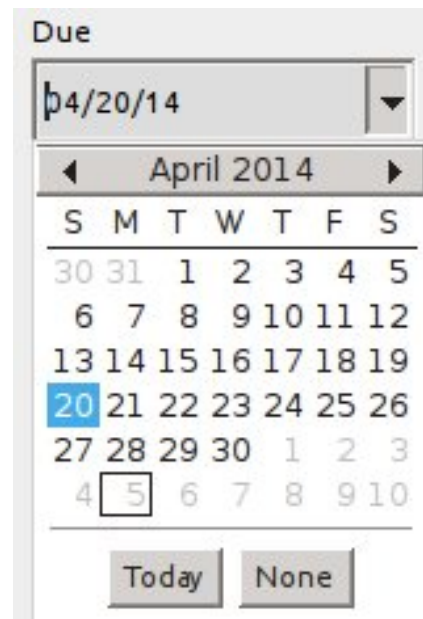 Due
04/20/14
April 2014
S M T W T F S
30 31 1 2 3 4 5
6 7 8 9 10 11 12
13 14 15 16 17 18 19
20 21 22 23 24 25 26
27 28 29 30 1 2 3
4 5 6 7 8 9 10
Today None